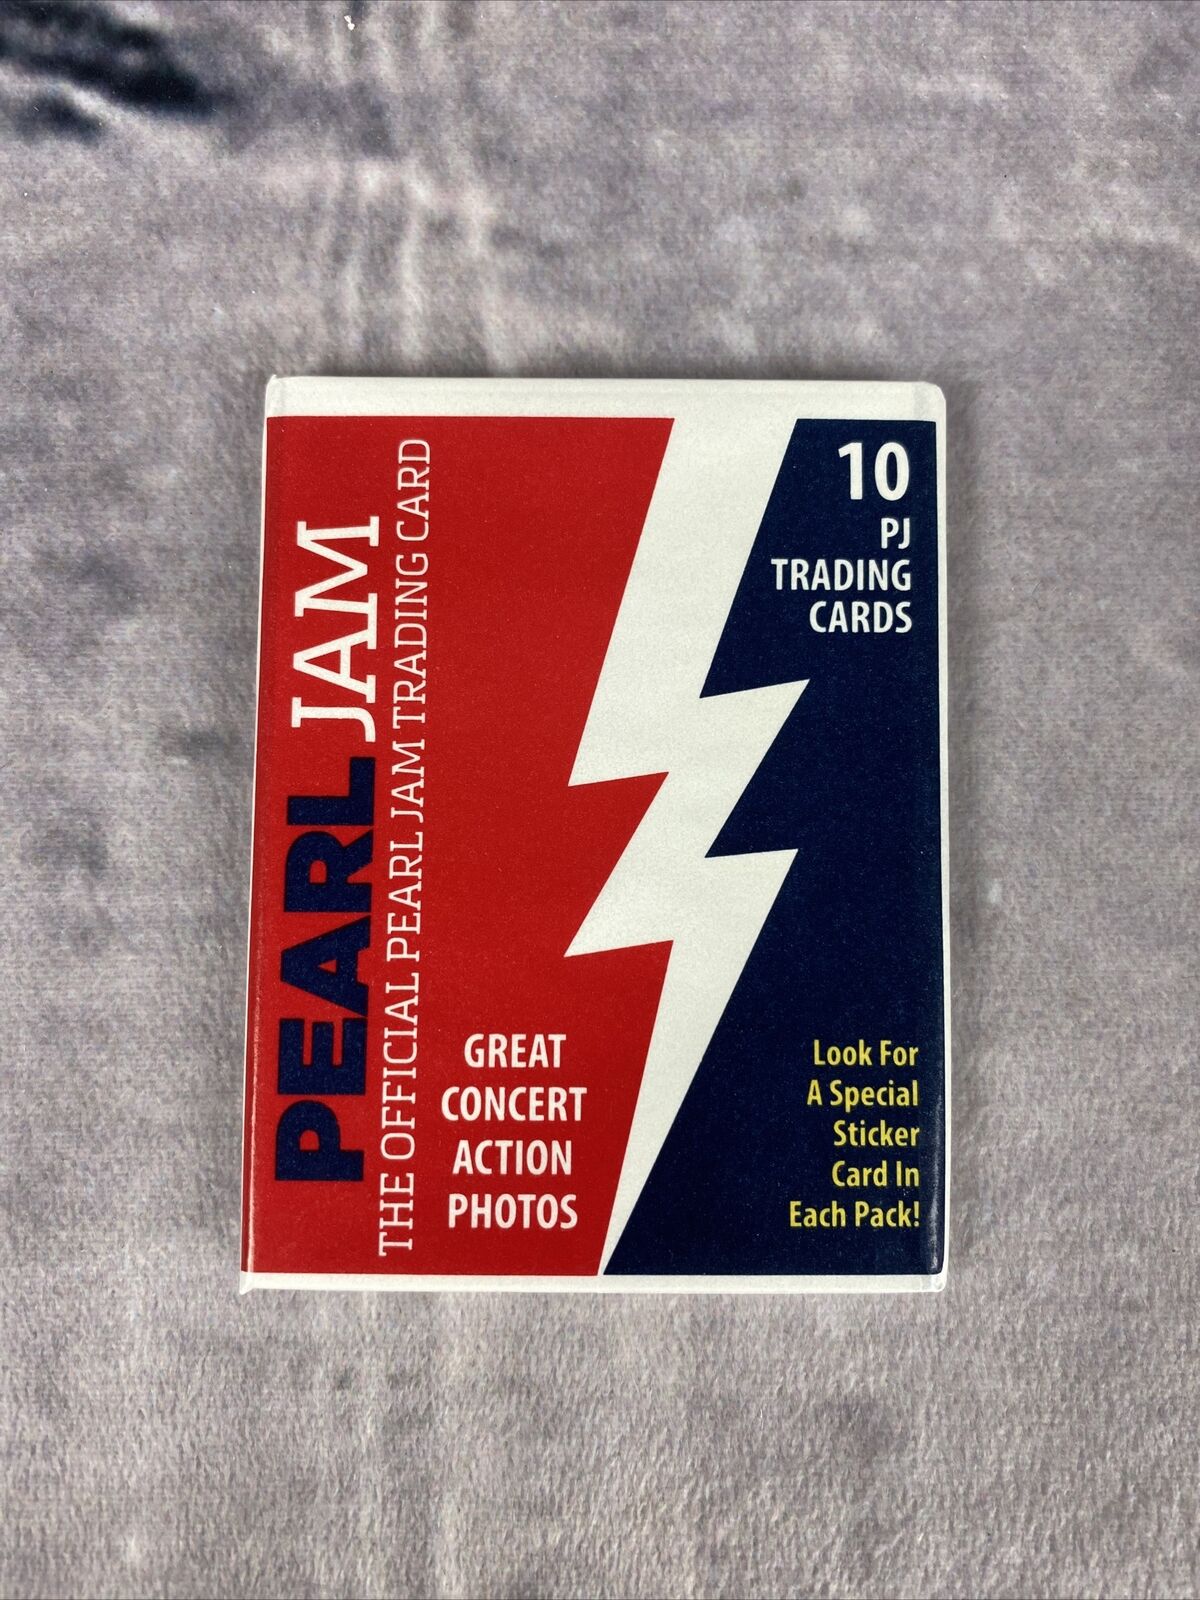 PEARL JAM
THE OFFICIAL PEARL JAM TRADING CARD
GREAT
CONCERT
ACTION
PHOTOS
10
PJ
TRADING
CARDS
Look For
A Special
Sticker
Card In
Each Pack!